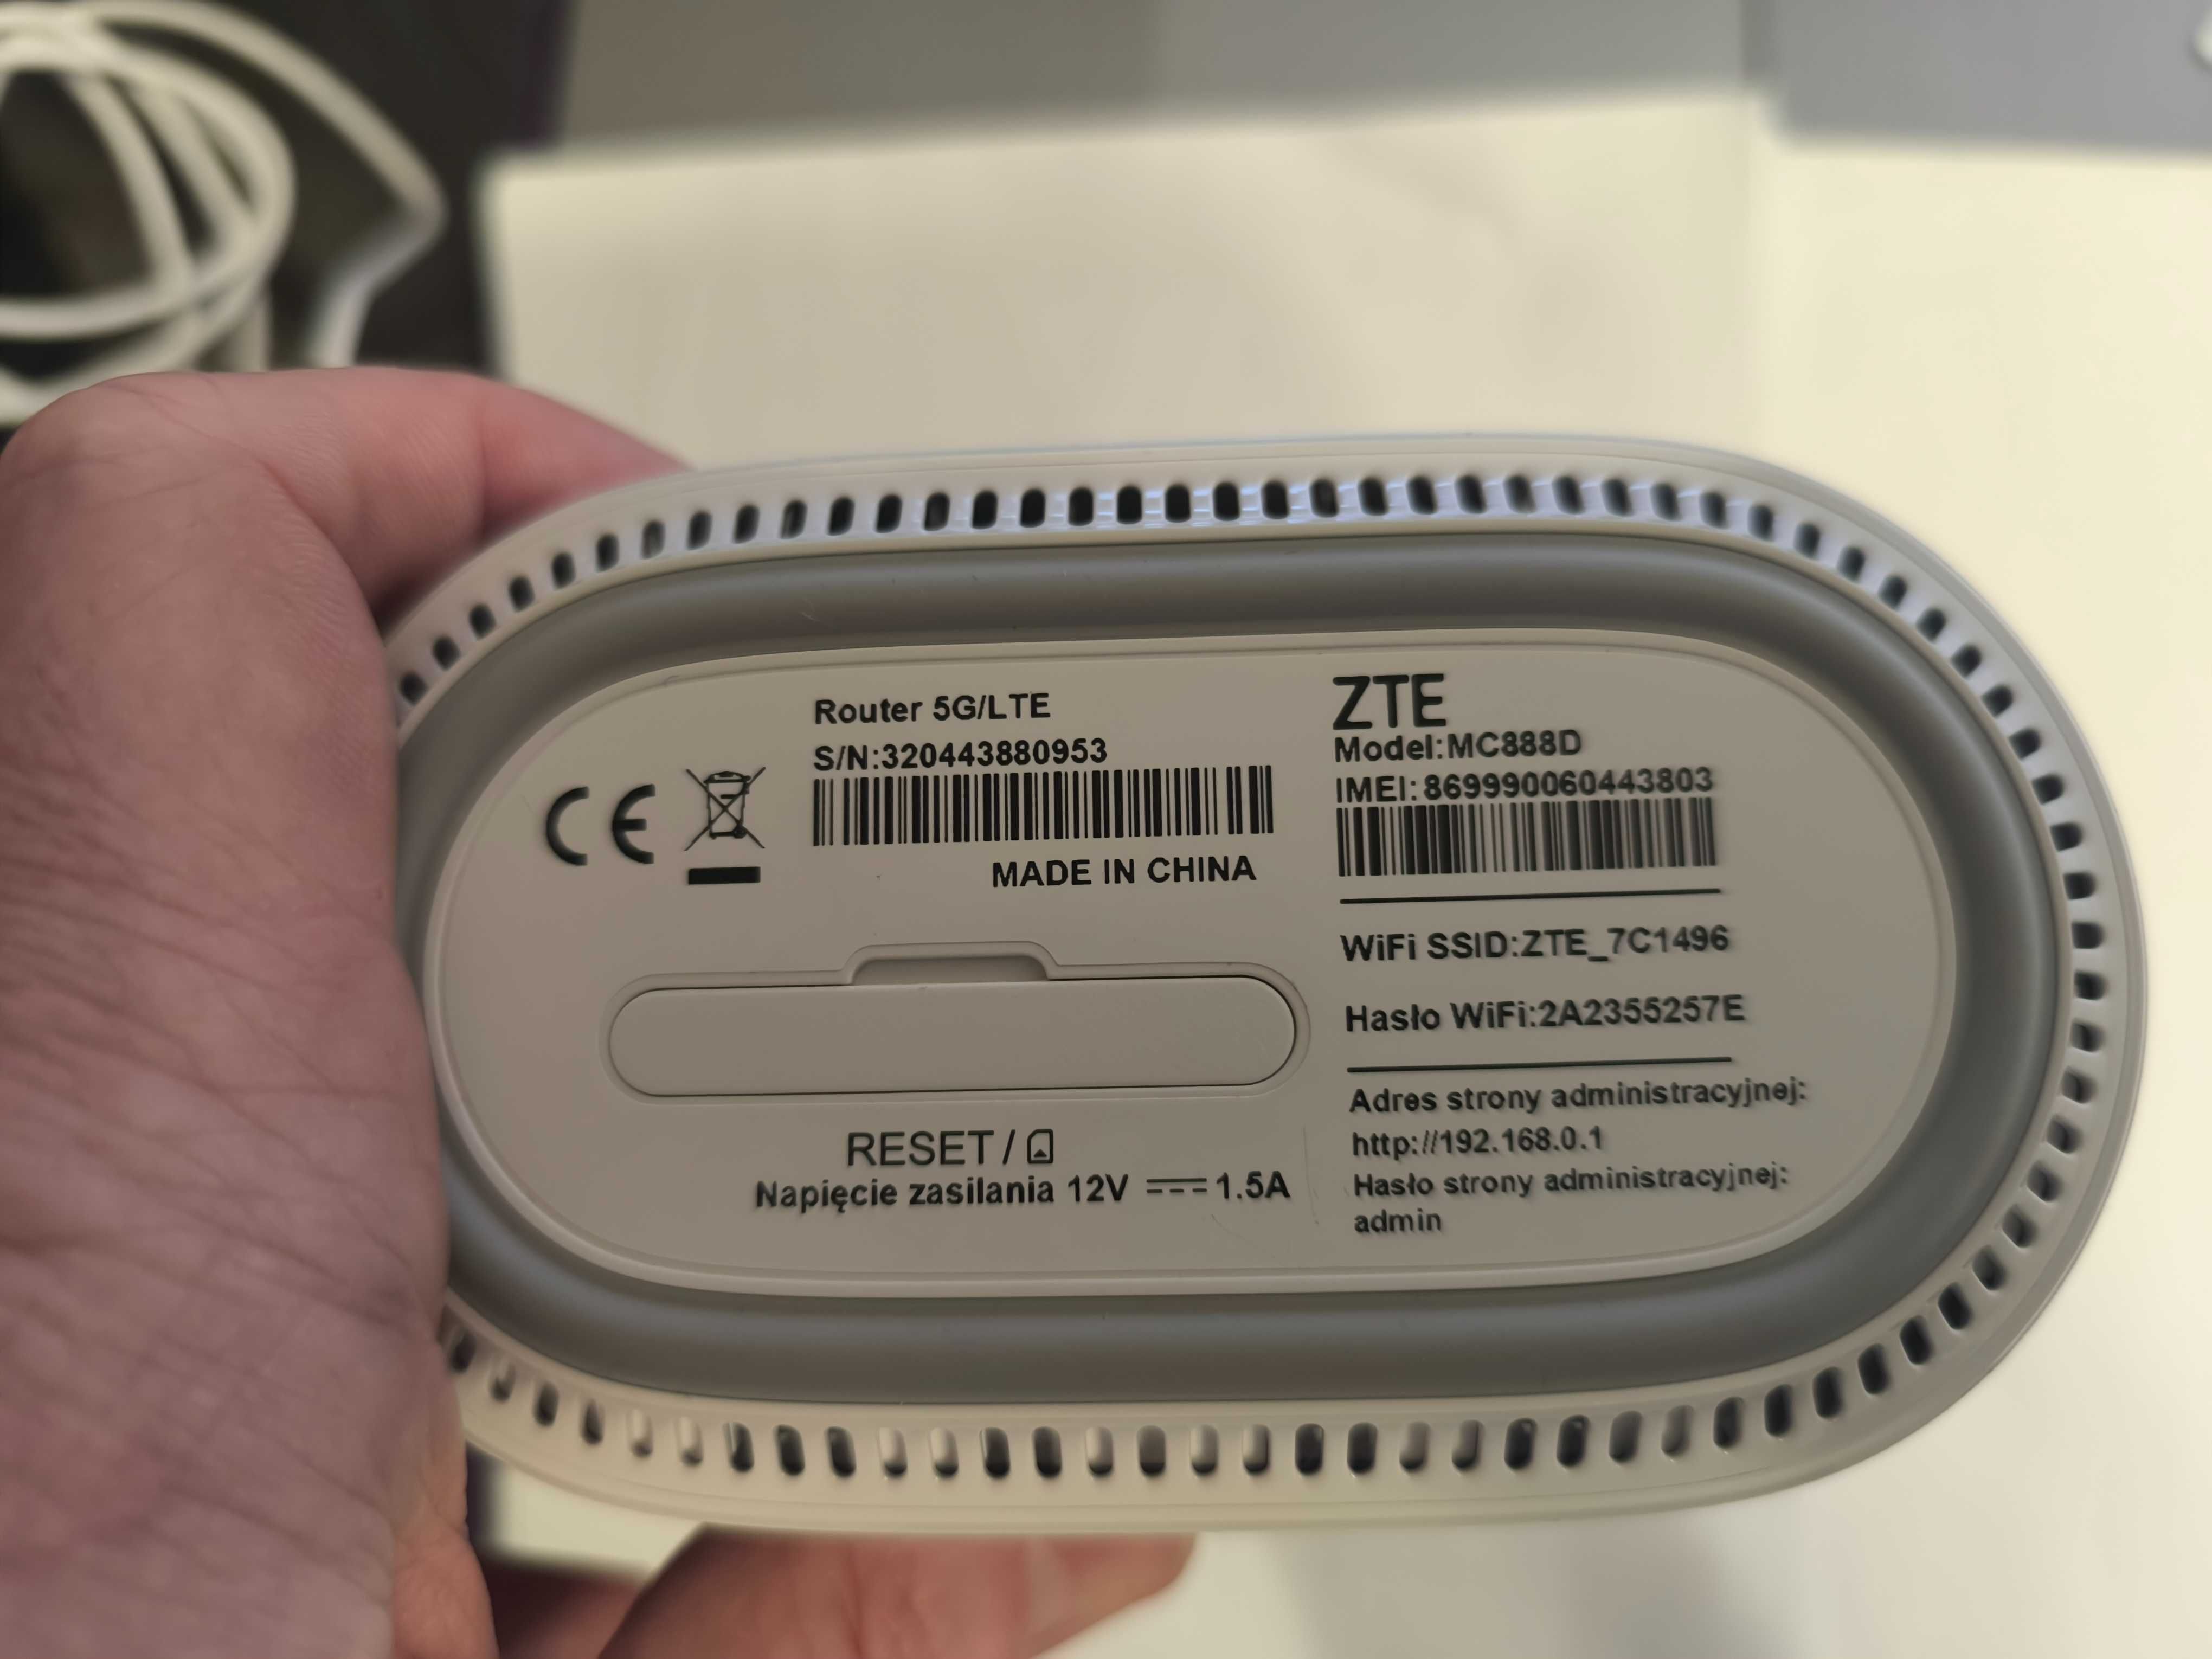 Router 5G/LTE
S/N:320443880953
MADE IN CHINA
RESET /
Napięcie zasilania 12V 1.5A
ZTE
Model:MC888D
IMEI:869990060443803
WiFi SSID:ZTE_7C1496
Hasło WiFi:2A2355257E
Adres strony administracyjnej:
http://192.168.0.1
Hasło strony administracyjnej:
admin